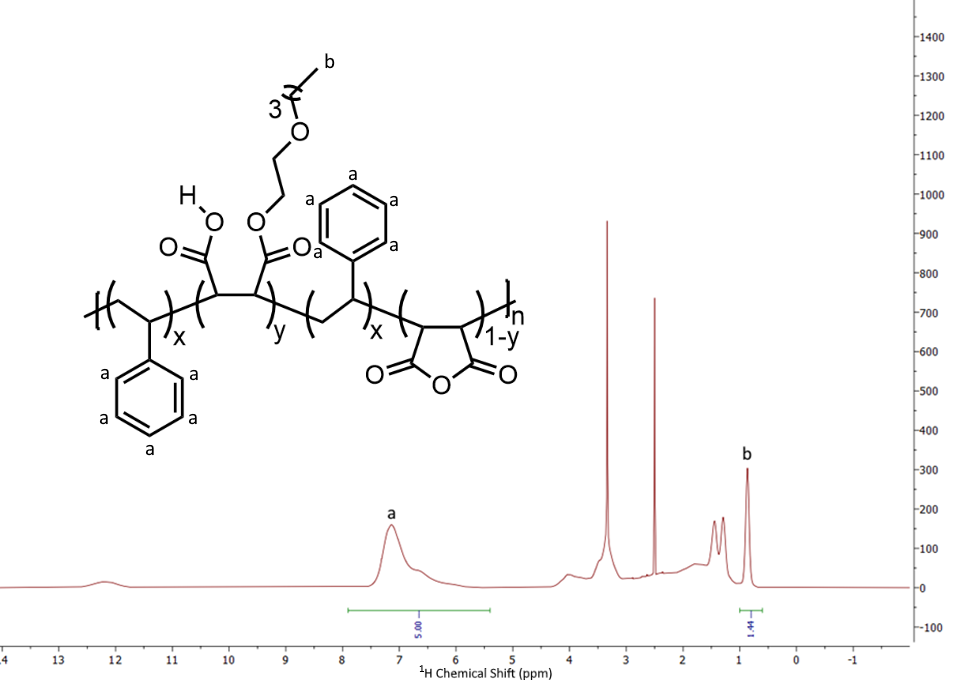 b
3
O
a
H
a
a
O
O
O
O
a
a
n
x
y
x
1-y
O
O
O
a
a
a
a
a
a
b
5.00
1.44
14
13
12
11
10
9
8
7
6
5
4
3
2
1
0
-1
¹H Chemical Shift (ppm)
1400
1300
1200
1100
1000
900
800
700
600
500
400
300
200
100
0
-100